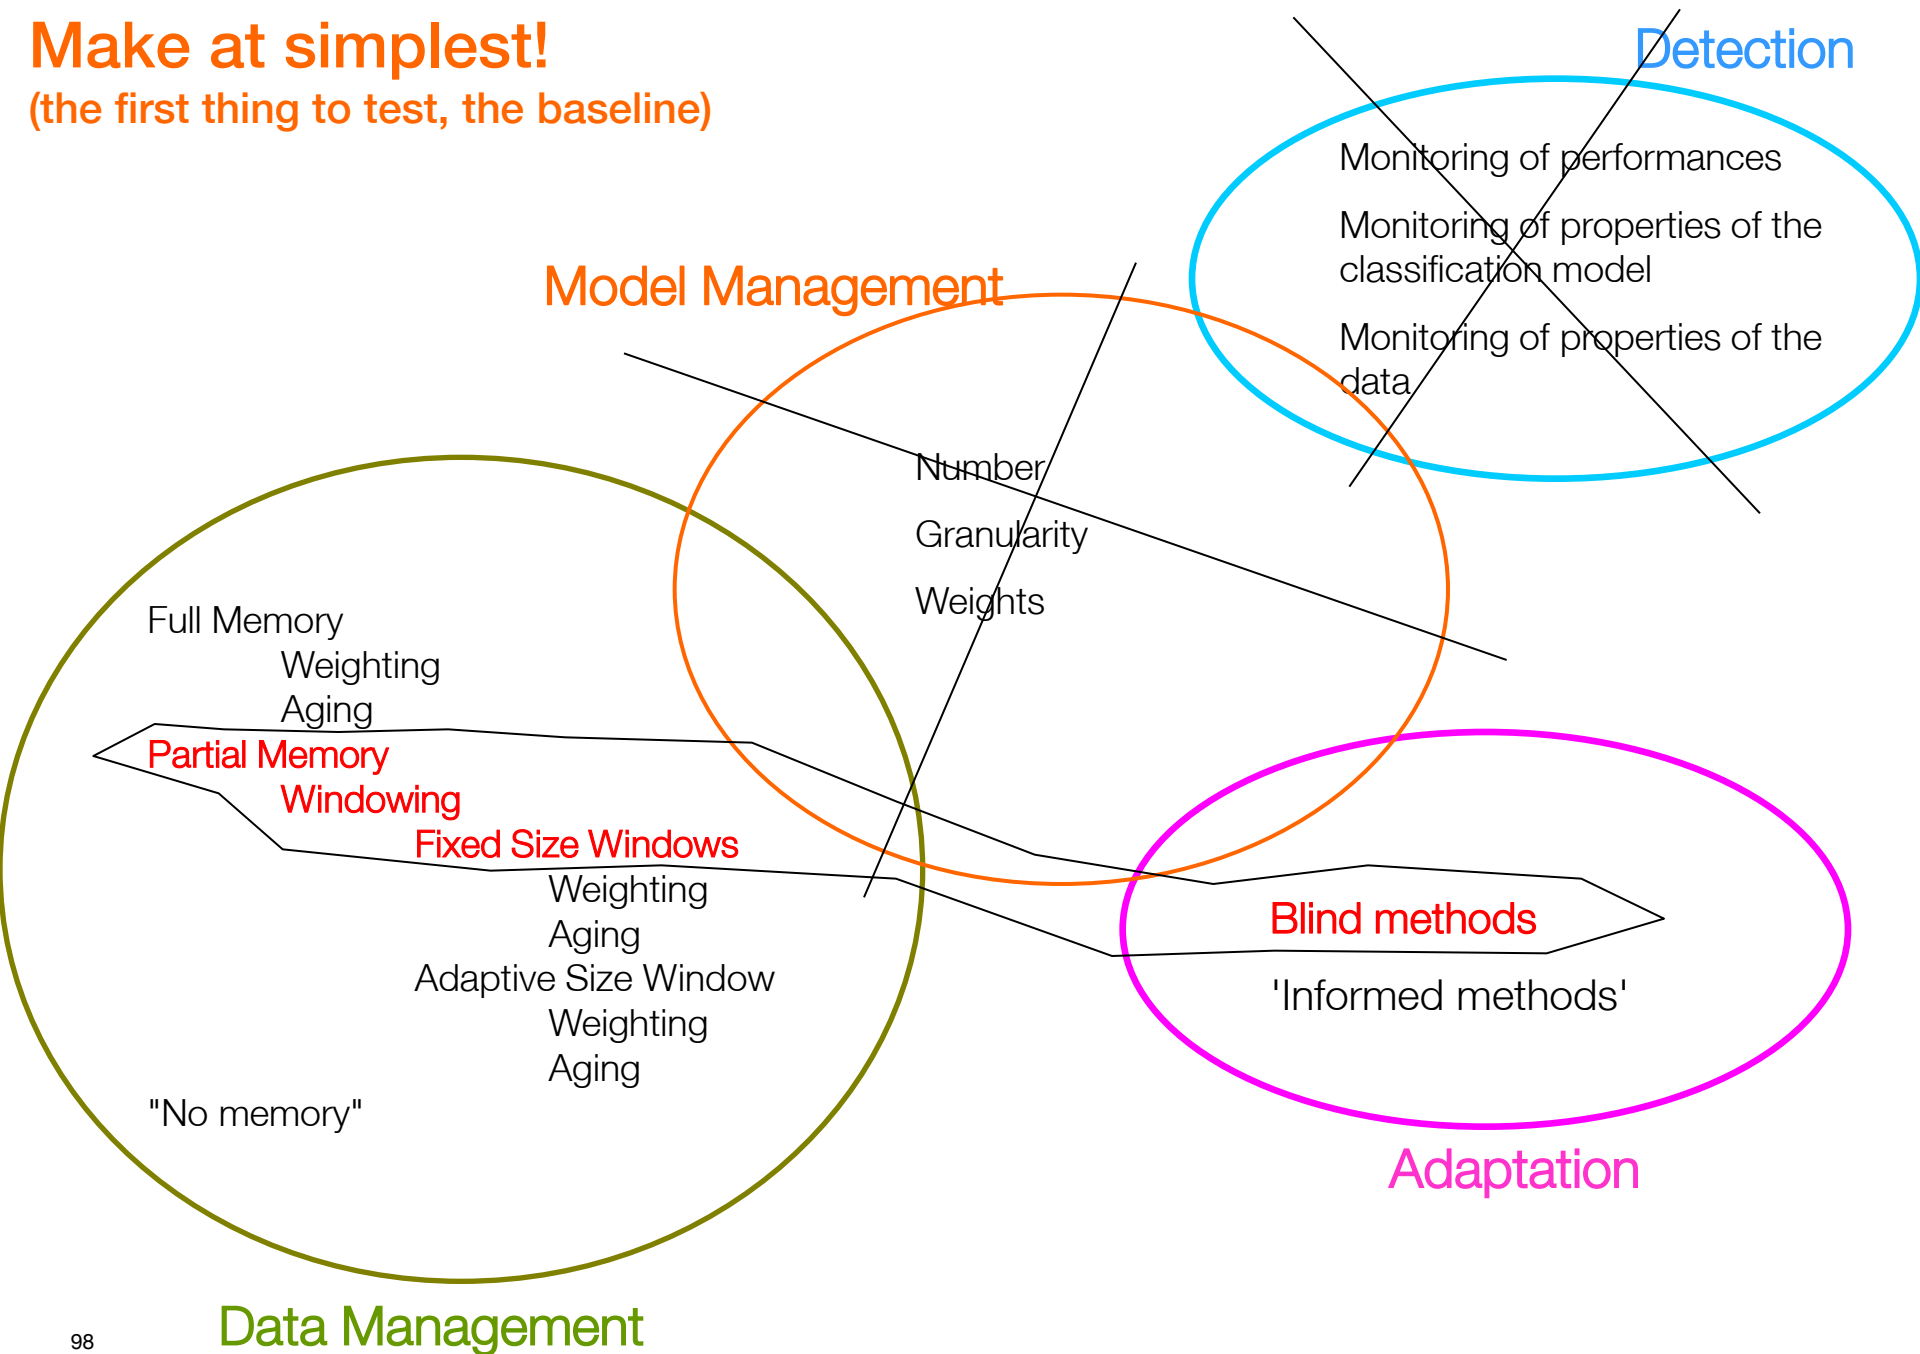 Make at simplest!
(the first thing to test, the baseline)
Detection
Monitoring of performances
Monitoring of properties of the
classification model
Monitoring of properties of the
data
Model Management
Number
Granularity
Weights
Full Memory
Weighting
Aging
Partial Memory
Windowing
Fixed Size Windows
Weighting
Aging
Adaptive Size Window
Weighting
Aging
"No memory"
Blind methods
'Informed methods'
Adaptation
Data Management
98